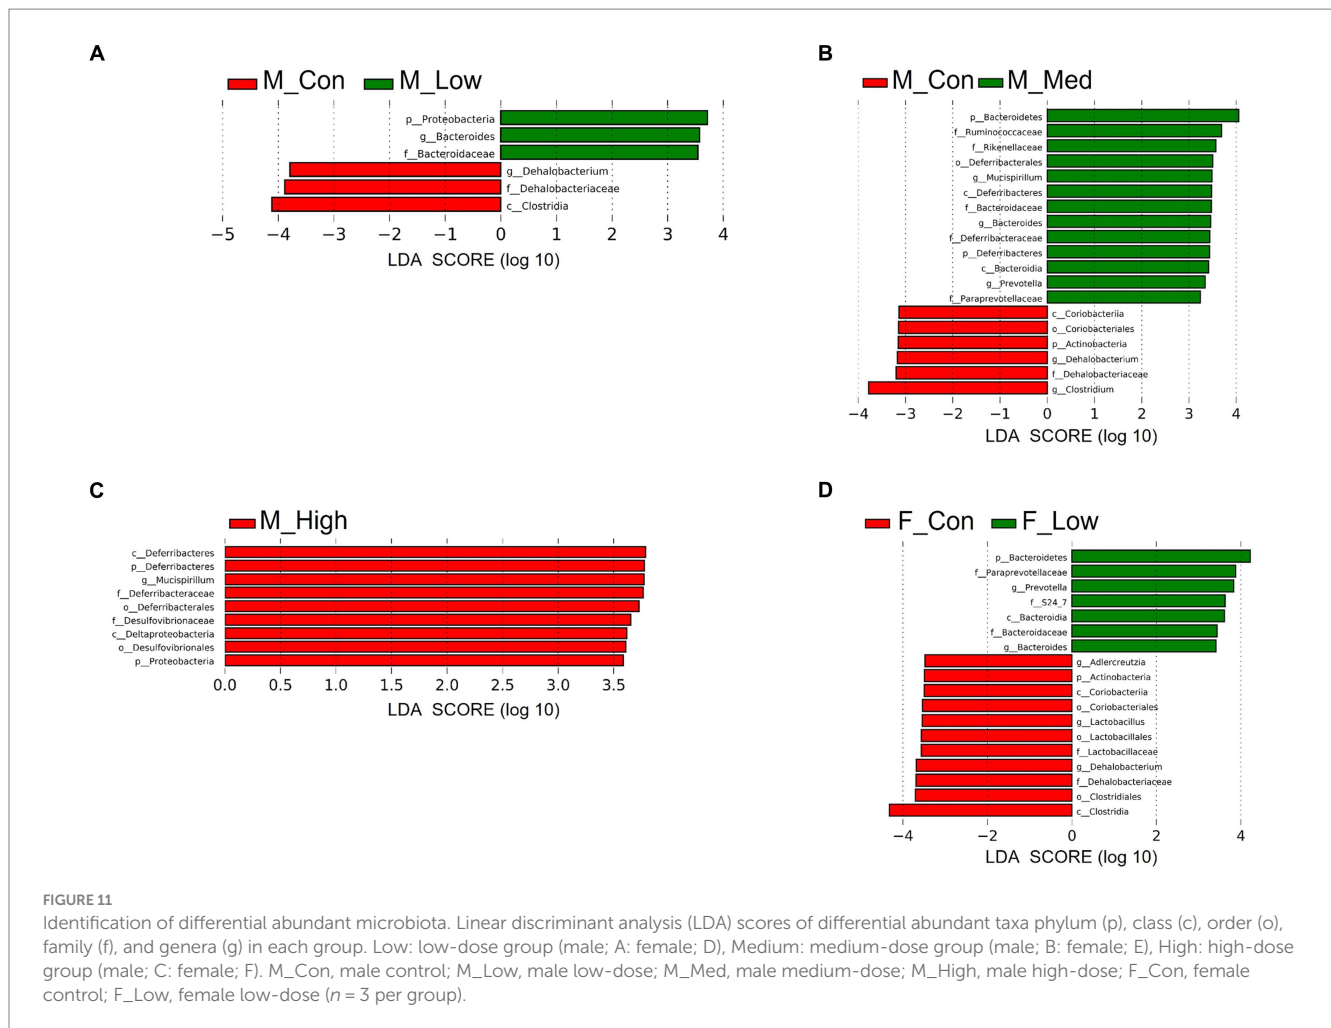 A
M_Con M_Low
p__Proteobacteria
g__Bacteroides
f__Bacteroidaceae
g__Dehalobacterium
f__Dehalobacteriaceae
c__Clostridia
−5 −4 −3 −2 −1 0 1 2 3 4
LDA SCORE (log 10)
B
M_Con M_Med
p__Bacteroidetes
f__Ruminococcaceae
f__Rikenellaceae
o__Deferribacterales
g__Mucispirillum
c__Deferribacteres
f__Bacteroidaceae
g__Bacteroides
f__Deferribacteraceae
p__Deferribacteres
c__Bacteroidia
g__Prevotella
f__Paraprevotellaceae
c__Coriobacteriia
o__Coriobacteriales
p__Actinobacteria
g__Dehalobacterium
f__Dehalobacteriaceae
g__Clostridium
−4 −3 −2 −1 0 1 2 3 4
LDA SCORE (log 10)
C
M_High
c__Deferribacteres
p__Deferribacteres
g__Mucispirillum
f__Deferribacteraceae
o__Deferribacterales
f__Desulfovibrionaceae
c__Deltaproteobacteria
o__Desulfovibrionales
p__Proteobacteria
0.0 0.5 1.0 1.5 2.0 2.5 3.0 3.5
LDA SCORE (log 10)
D
F_Con F_Low
p__Bacteroidetes
f__Paraprevotellaceae
g__Prevotella
f__S24_7
c__Bacteroidia
f__Bacteroidaceae
g__Bacteroides
g__Adlercreutzia
p__Actinobacteria
c__Coriobacteriia
o__Coriobacteriales
g__Lactobacillus
o__Lactobacillales
f__Lactobacillaceae
g__Dehalobacterium
f__Dehalobacteriaceae
o__Clostridiales
c__Clostridia
−4 −2 0 2 4
LDA SCORE (log 10)
FIGURE 11
Identification of differential abundant microbiota. Linear discriminant analysis (LDA) scores of differential abundant taxa phylum (p), class (c), order (o),
family (f), and genera (g) in each group. Low: low-dose group (male; A: female; D), Medium: medium-dose group (male; B: female; E), High: high-dose
group (male; C: female; F). M_Con, male control; M_Low, male low-dose; M_Med, male medium-dose; M_High, male high-dose; F_Con, female
control; F_Low, female low-dose (n = 3 per group).